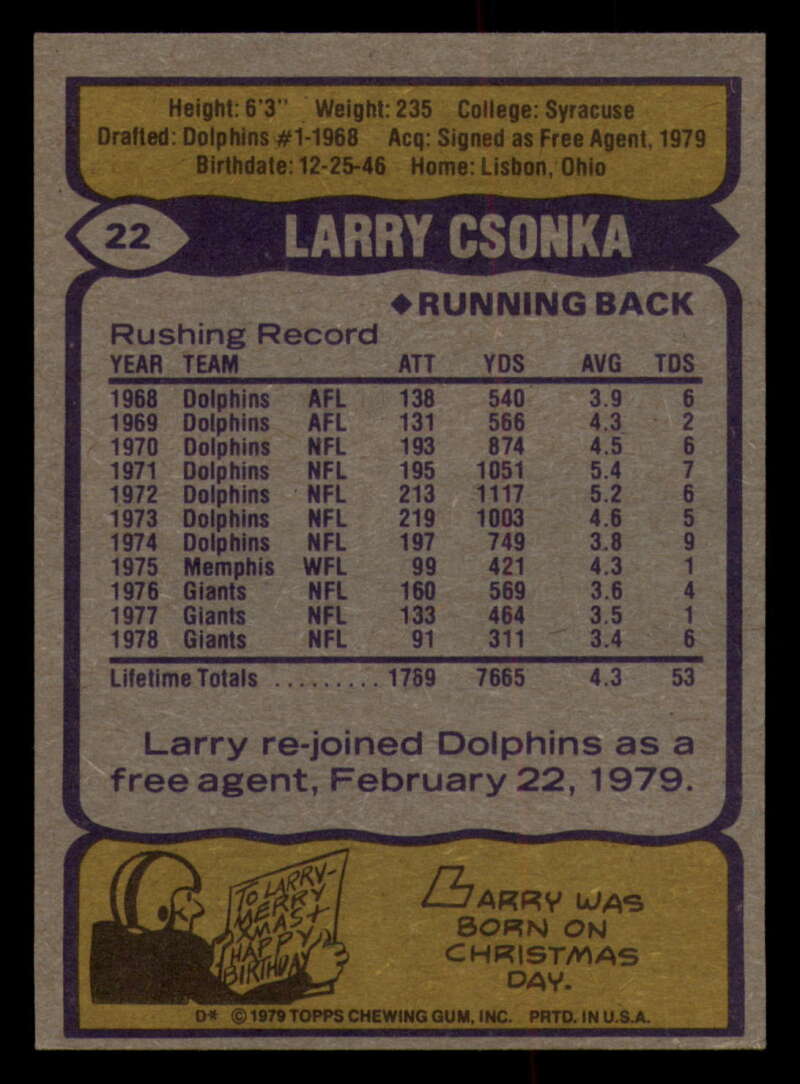 Height: 6'3" Weight: 235 College: Syracuse
Drafted: Dolphins #1-1968 Acq: Signed as Free Agent, 1979
Birthdate: 12-25-46 Home: Lisbon, Ohio
22 LARRY CSONKA
◆RUNNING BACK
Rushing Record
YEAR TEAM ATT YDS AVG TDS
1968 Dolphins AFL 138 540 3.9 6
1969 Dolphins AFL 131 566 4.3 2
1970 Dolphins NFL 193 874 4.5 6
1971 Dolphins NFL 195 1051 5.4 7
1972 Dolphins NFL 213 1117 5.2 6
1973 Dolphins NFL 219 1003 4.6 5
1974 Dolphins NFL 197 749 3.8 9
1975 Memphis WFL 99 421 4.3 1
1976 Giants NFL 160 569 3.6 4
1977 Giants NFL 133 464 3.5 1
1978 Giants NFL 91 311 3.4 6
Lifetime Totals ......... 1769 7665 4.3 53
Larry re-joined Dolphins as a
free agent, February 22, 1979.
TO LARRY-
MERRY
XMAS +
HAPPY
BIRTHDAY
LARRY WAS
BORN ON
CHRISTMAS
DAY.
D* © 1979 TOPPS CHEWING GUM, INC. PRTD. IN U.S.A.